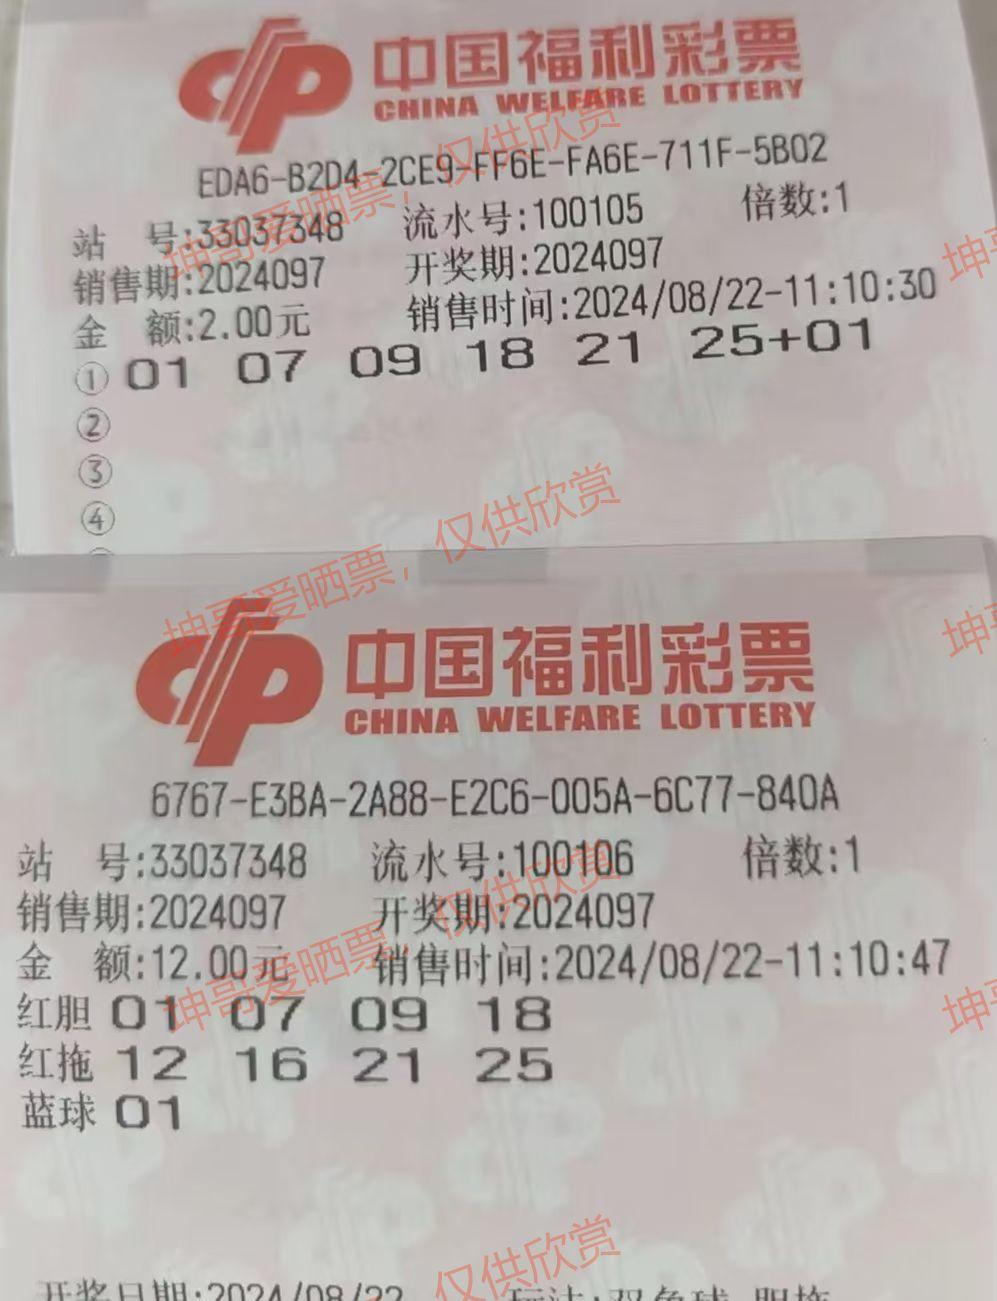 中国福利彩票
CHINA WELFARE LOTTERY
EDA6-B2D4-2CE9-FF6E-FA6E-711F-5B02
站 号:33037348 流水号:100105 倍数:1
销售期:2024097 开奖期:2024097
金 额:2.00元 销售时间:2024/08/22-11:10:30
① 01 07 09 18 21 25+01
②
③
④
坤哥爱晒票，仅供欣赏
坤哥爱晒票，仅供欣赏
中国福利彩票
CHINA WELFARE LOTTERY
6767-E3BA-2A88-E2C6-005A-6C77-840A
站 号:33037348 流水号:100106 倍数:1
销售期:2024097 开奖期:2024097
金 额:12.00元 销售时间:2024/08/22-11:10:47
红胆 01 07 09 18
红拖 12 16 21 25
蓝球 01
坤哥爱晒票，仅供欣赏
仅供欣赏
坤哥
坤哥
坤哥
开奖日期:2024/08/22 玩法:双色球 胆拖